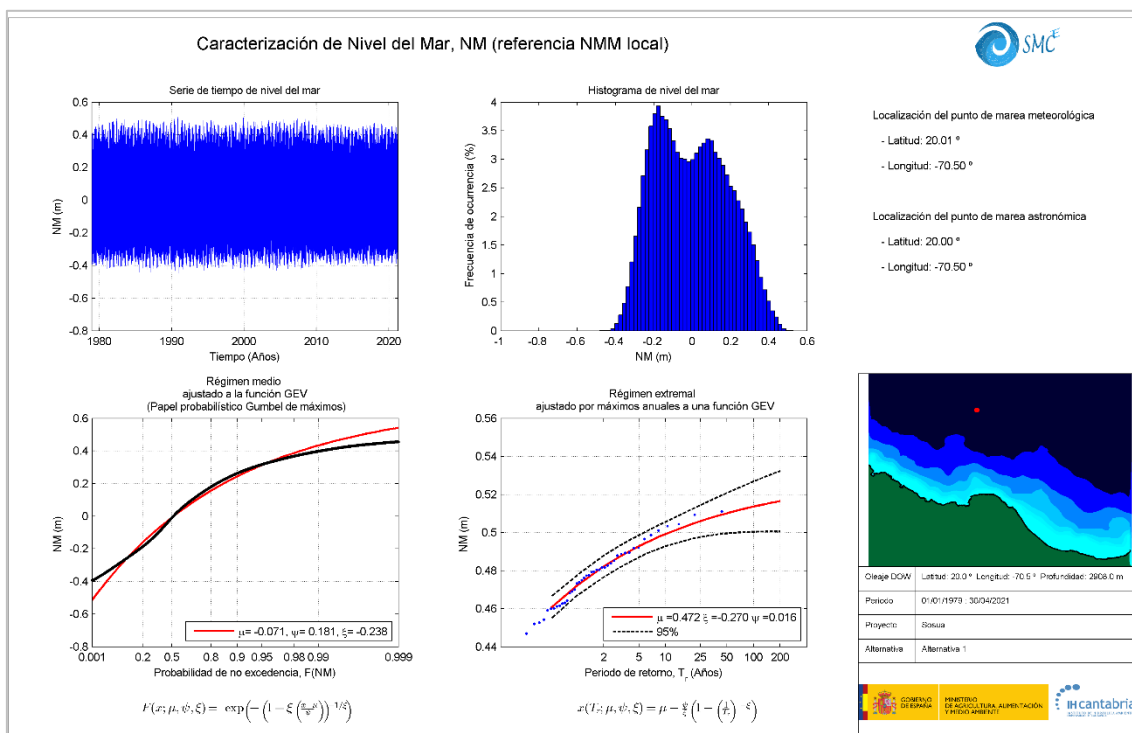 Caracterización de Nivel del Mar, NM (referencia NMM local)
SMC E
Serie de tiempo de nivel del mar
NM (m)
0.6
0.4
0.2
0
-0.2
-0.4
-0.6
-0.8
1980 1990 2000 2010 2020
Tiempo (Años)
Histograma de nivel del mar
Frecuencia de ocurrencia (%)
4
3.5
3
2.5
2
1.5
1
0.5
0
-1 -0.8 -0.6 -0.4 -0.2 0 0.2 0.4 0.6
NM (m)
Localización del punto de marea meteorológica
- Latitud: 20.01 º
- Longitud: -70.50 º
Localización del punto de marea astronómica
- Latitud: 20.00 º
- Longitud: -70.50 º
Régimen medio
ajustado a la función GEV
(Papel probabilístico Gumbel de máximos)
NM (m)
0.6
0.4
0.2
0
-0.2
-0.4
-0.6
-0.8
μ= -0.071, ψ= 0.181, ξ= -0.238
0.001 0.2 0.5 0.8 0.9 0.95 0.98 0.99 0.999
Probabilidad de no excedencia, F(NM)
Régimen extremal
ajustado por máximos anuales a una función GEV
NM (m)
0.56
0.54
0.52
0.5
0.48
0.46
0.44
μ =0.472 ξ =-0.270 ψ =0.016
95%
2 5 10 25 50 100 200
Periodo de retorno, Tr (Años)
F(x; μ, ψ, ξ) = exp(−(1 − ξ((x−μ)/ψ))^1/ξ)
x(Tr; μ, ψ, ξ) = μ −
Oleaje DOW Latitud: 20.0 º Longitud: -70.5 º Profundidad: 2908.0 m
Periodo 01/01/1979 : 30/04/2021
Proyecto Sosua
Alternativa Alternativa 1
GOBIERNO
DE ESPAÑA
MINISTERIO
DE AGRICULTURA, ALIMENTACIÓN
Y MEDIO AMBIENTE
IHcantabria